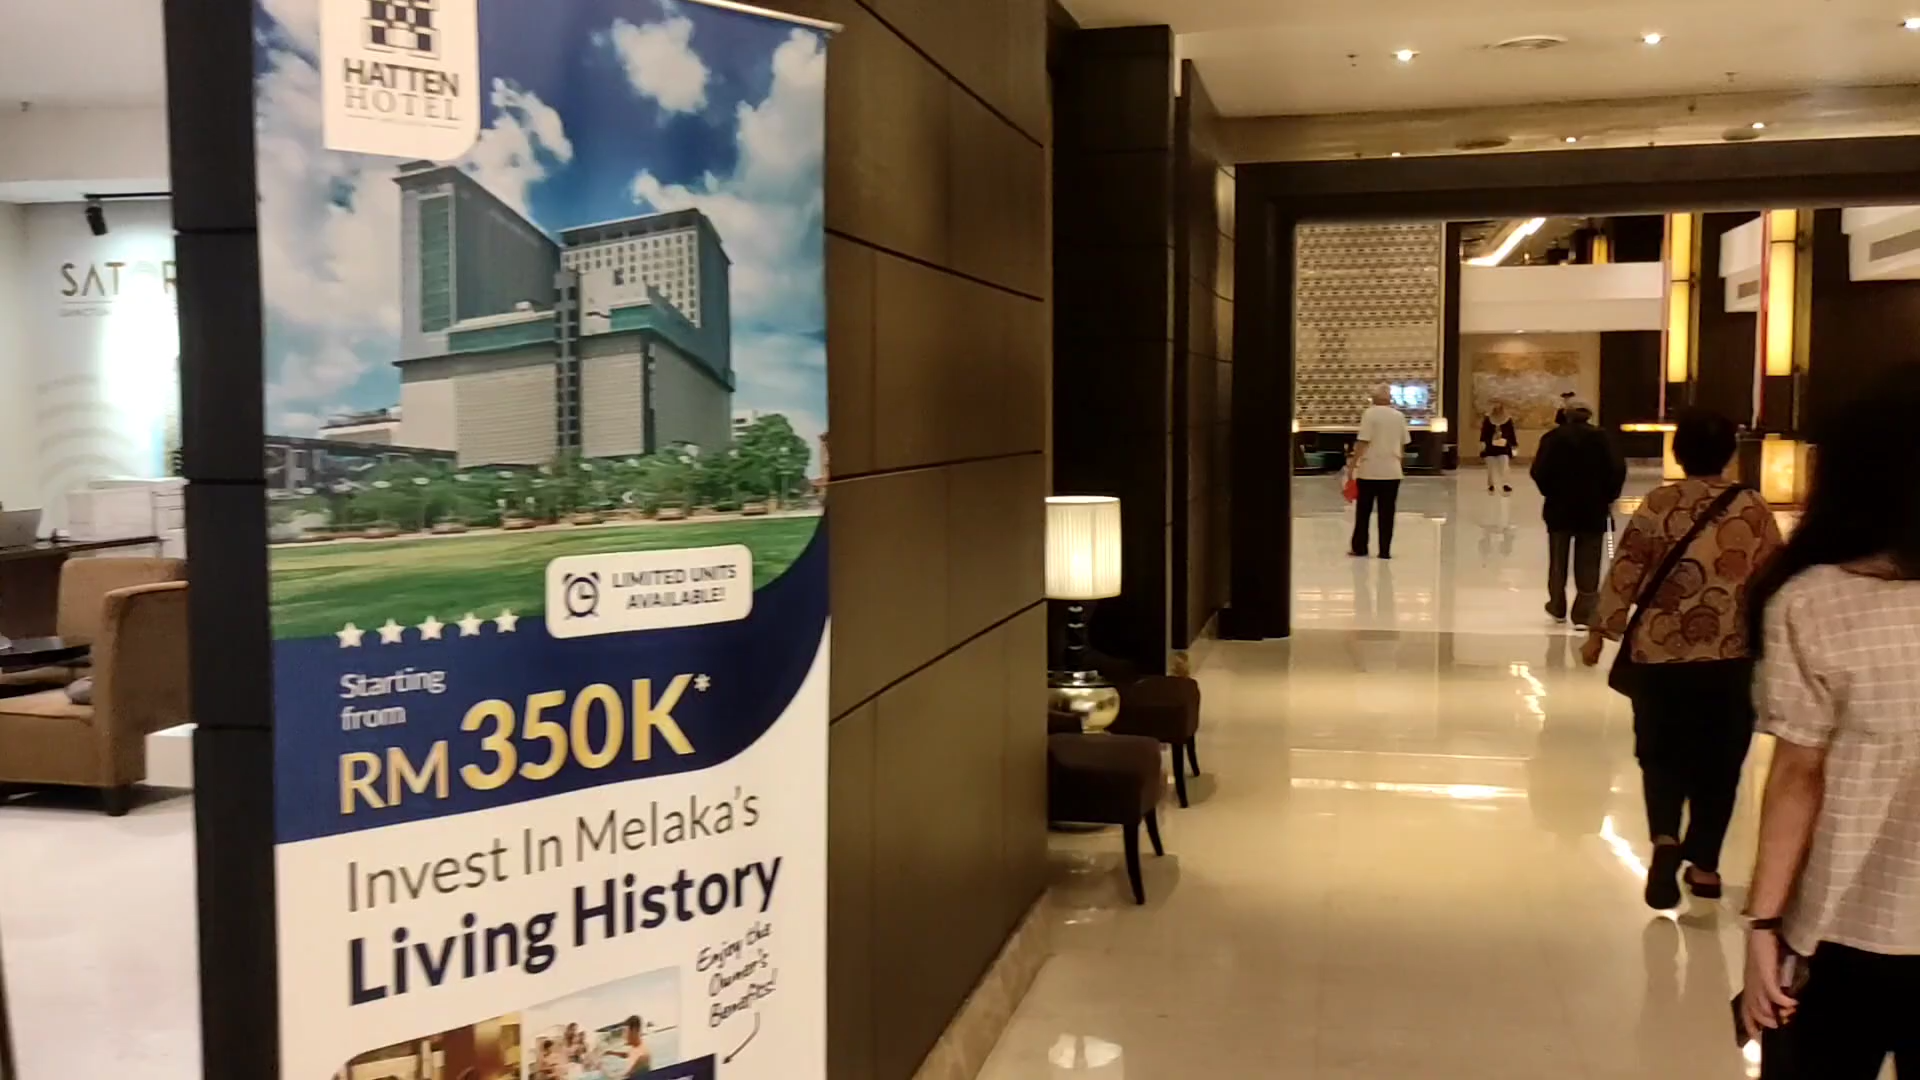 HATTEN
HOTEL
LIMITED UNITS
AVAILABLE!
Starting
from
RM 350K*
Invest In Melaka's
Living History
Enjoy the
Owner's
Benefits!